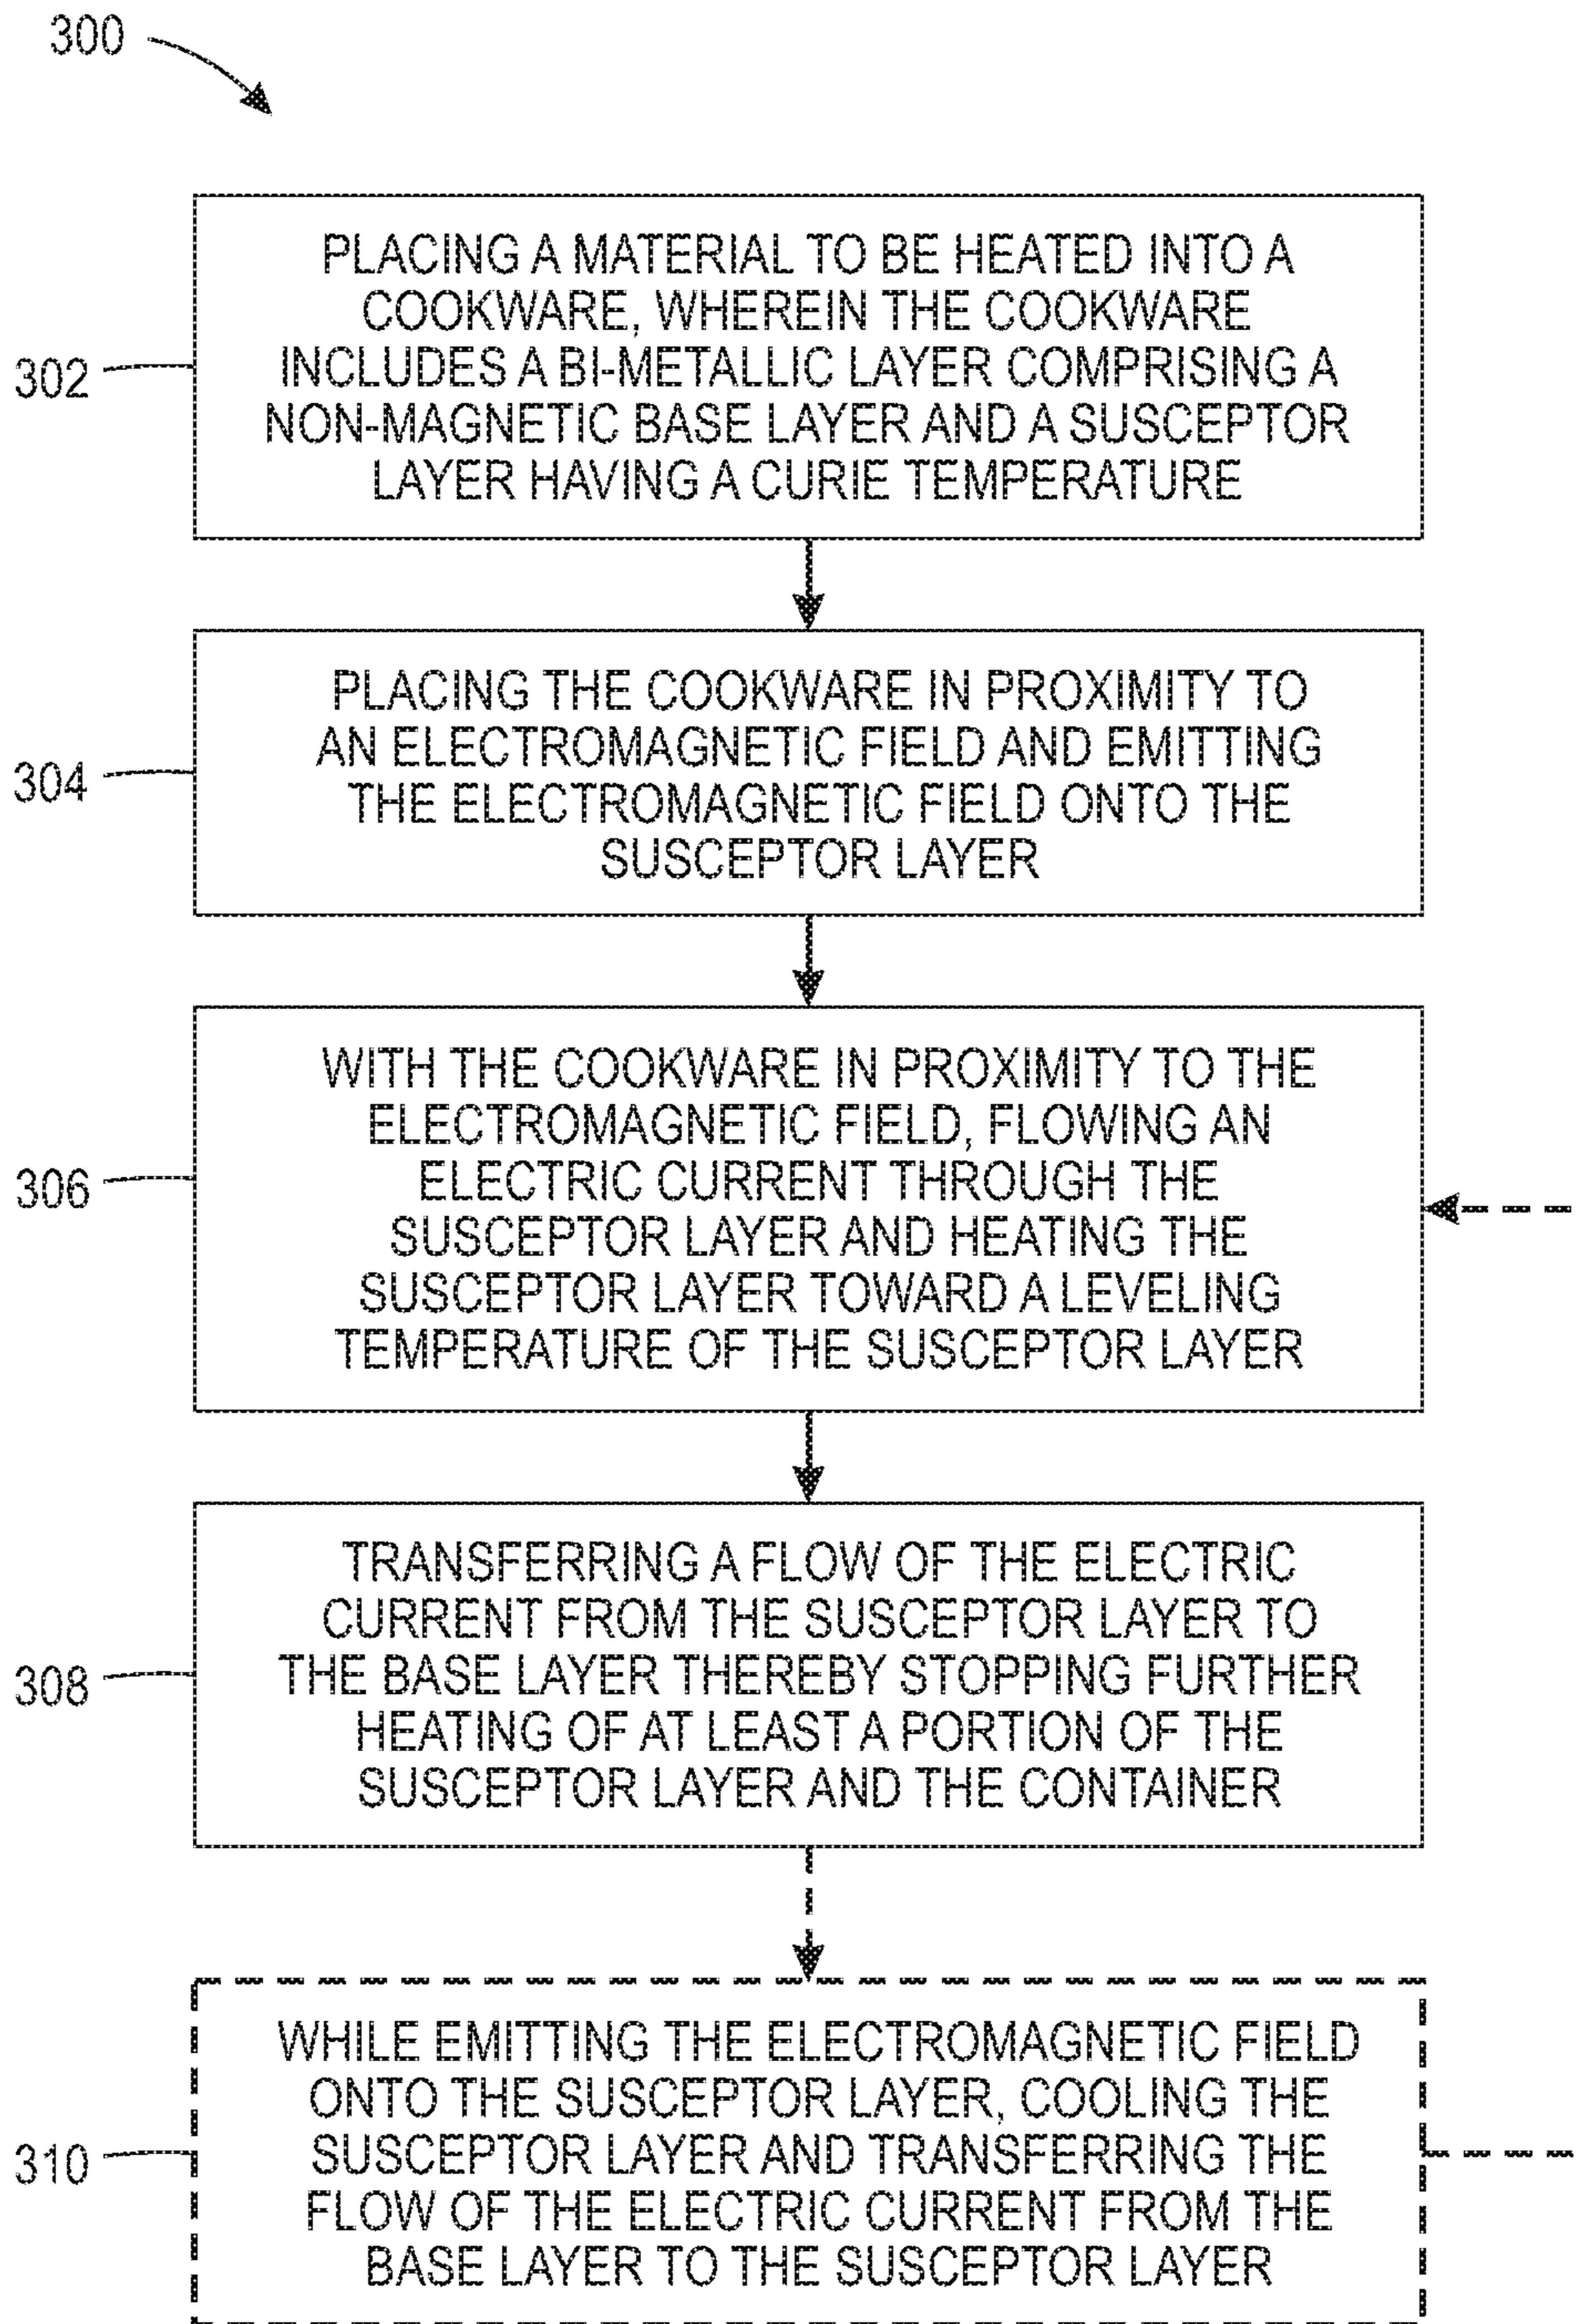 300
302
PLACING A MATERIAL TO BE HEATED INTO A
COOKWARE, WHEREIN THE COOKWARE
INCLUDES A BI-METALLIC LAYER COMPRISING A
NON-MAGNETIC BASE LAYER AND A SUSCEPTOR
LAYER HAVING A CURIE TEMPERATURE
304
PLACING THE COOKWARE IN PROXIMITY TO
AN ELECTROMAGNETIC FIELD AND EMITTING
THE ELECTROMAGNETIC FIELD ONTO THE
SUSCEPTOR LAYER
306
WITH THE COOKWARE IN PROXIMITY TO THE
ELECTROMAGNETIC FIELD, FLOWING AN
ELECTRIC CURRENT THROUGH THE
SUSCEPTOR LAYER AND HEATING THE
SUSCEPTOR LAYER TOWARD A LEVELING
TEMPERATURE OF THE SUSCEPTOR LAYER
308
TRANSFERRING A FLOW OF THE ELECTRIC
CURRENT FROM THE SUSCEPTOR LAYER TO
THE BASE LAYER THEREBY STOPPING FURTHER
HEATING OF AT LEAST A PORTION OF THE
SUSCEPTOR LAYER AND THE CONTAINER
310
WHILE EMITTING THE ELECTROMAGNETIC FIELD
ONTO THE SUSCEPTOR LAYER, COOLING THE
SUSCEPTOR LAYER AND TRANSFERRING THE
FLOW OF THE ELECTRIC CURRENT FROM THE
BASE LAYER TO THE SUSCEPTOR LAYER